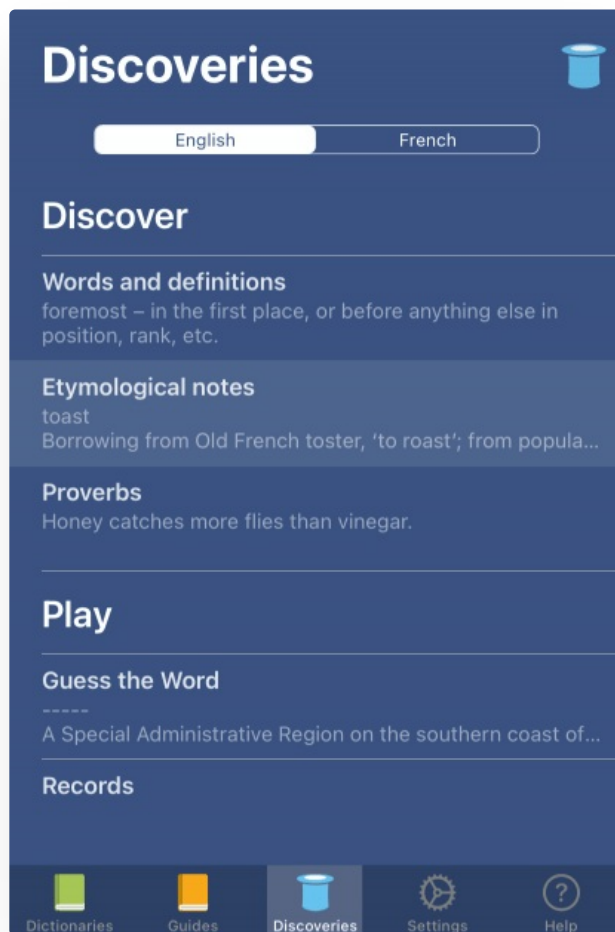 Discoveries
English French
Discover
Words and definitions
foremost – in the first place, or before anything else in
position, rank, etc.
Etymological notes
toast
Borrowing from Old French toster, ‘to roast’; from popula...
Proverbs
Honey catches more flies than vinegar.
Play
Guess the Word
-----
A Special Administrative Region on the southern coast of...
Records
Dictionaries Guides Discoveries Settings Help